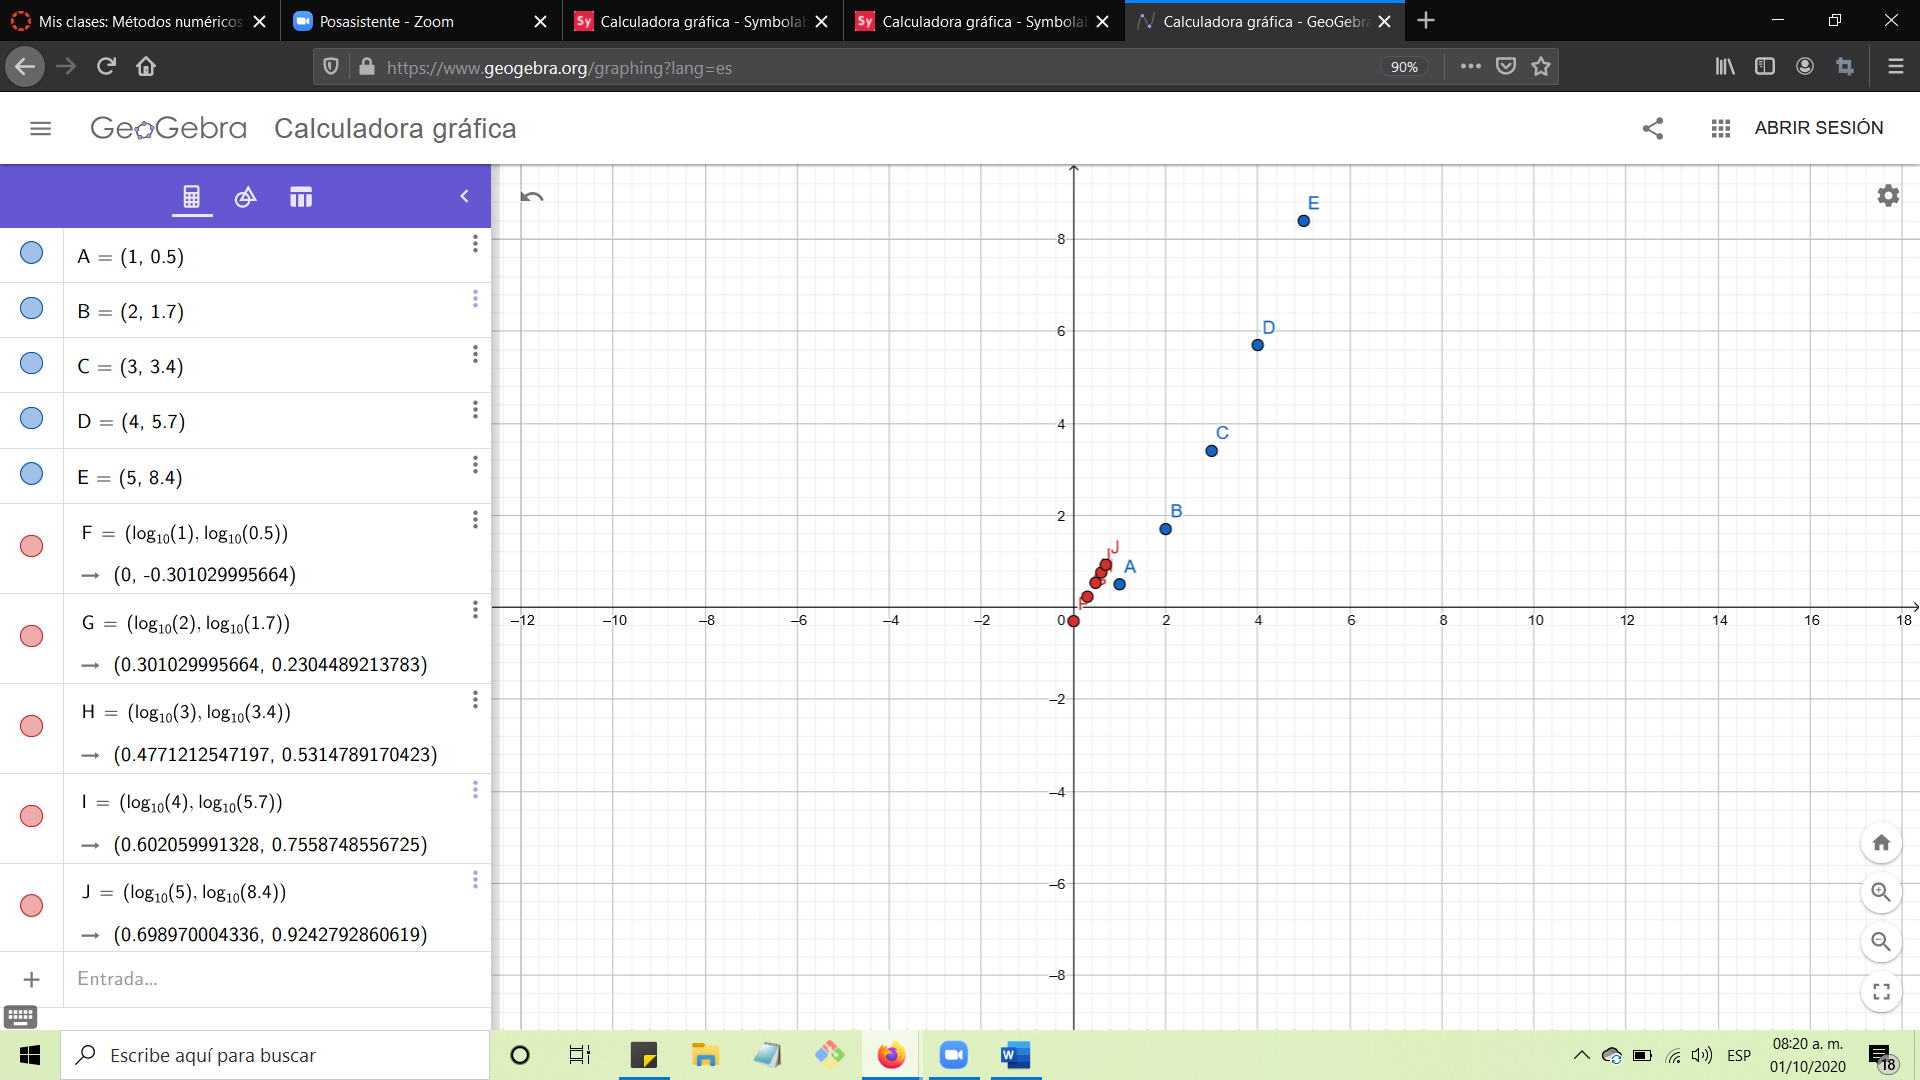 Mis clases: Métodos numéricos
Posasistente - Zoom
Sy Calculadora gráfica - Symbolab
Sy Calculadora gráfica - Symbolab
Calculadora gráfica - GeoGebra
https://www.geogebra.org/graphing?lang=es
90%
GeoGebra
Calculadora gráfica
ABRIR SESIÓN
A = (1, 0.5)
B = (2, 1.7)
C = (3, 3.4)
D = (4, 5.7)
E = (5, 8.4)
F = (log₁₀(1), log₁₀(0.5))
→ (0, -0.301029995664)
G = (log₁₀(2), log₁₀(1.7))
→ (0.301029995664, 0.2304489213783)
H = (log₁₀(3), log₁₀(3.4))
→ (0.4771212547197, 0.5314789170423)
I = (log₁₀(4), log₁₀(5.7))
→ (0.602059991328, 0.7558748556725)
J = (log₁₀(5), log₁₀(8.4))
→ (0.698970004336, 0.9242792860619)
+ Entrada...
E
8
D
6
C
4
B
2
J
I
A
F
–12 –10 –8 –6 –4 –2 0 2 4 6 8 10 12 14 16 18
–2
–4
–6
–8
Escribe aquí para buscar
ESP
08:20 a. m.
01/10/2020
18